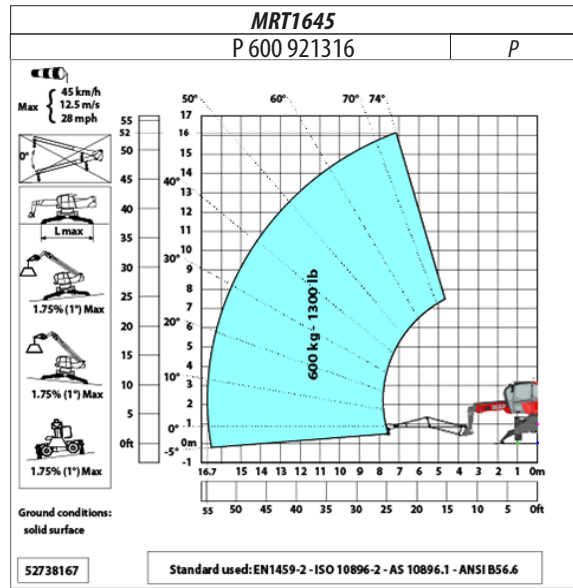 MRT1645
P 600 921316 P
Max { 45 km/h
12.5 m/s
28 mph
0°
L max
1.75% (1°) Max
1.75% (1°) Max
1.75% (1°) Max
Ground conditions:
solid surface
52738167
55
52
50
45
40
35
30
25
20
15
10
5
0ft
50° 60° 70° 74°
40°
30°
20°
10°
0°
-5°
17
16
15
14
13
12
11
10
9
8
7
6
5
4
3
2
1
0m
-1
600 kg - 1300 lb
16.7 15 14 13 12 11 10 9 8 7 6 5 4 3 2 1 0m
55 50 45 40 35 30 25 20 15 10 5 0ft
Standard used: EN1459-2 - ISO 10896-2 - AS 10896.1 - ANSI B56.6